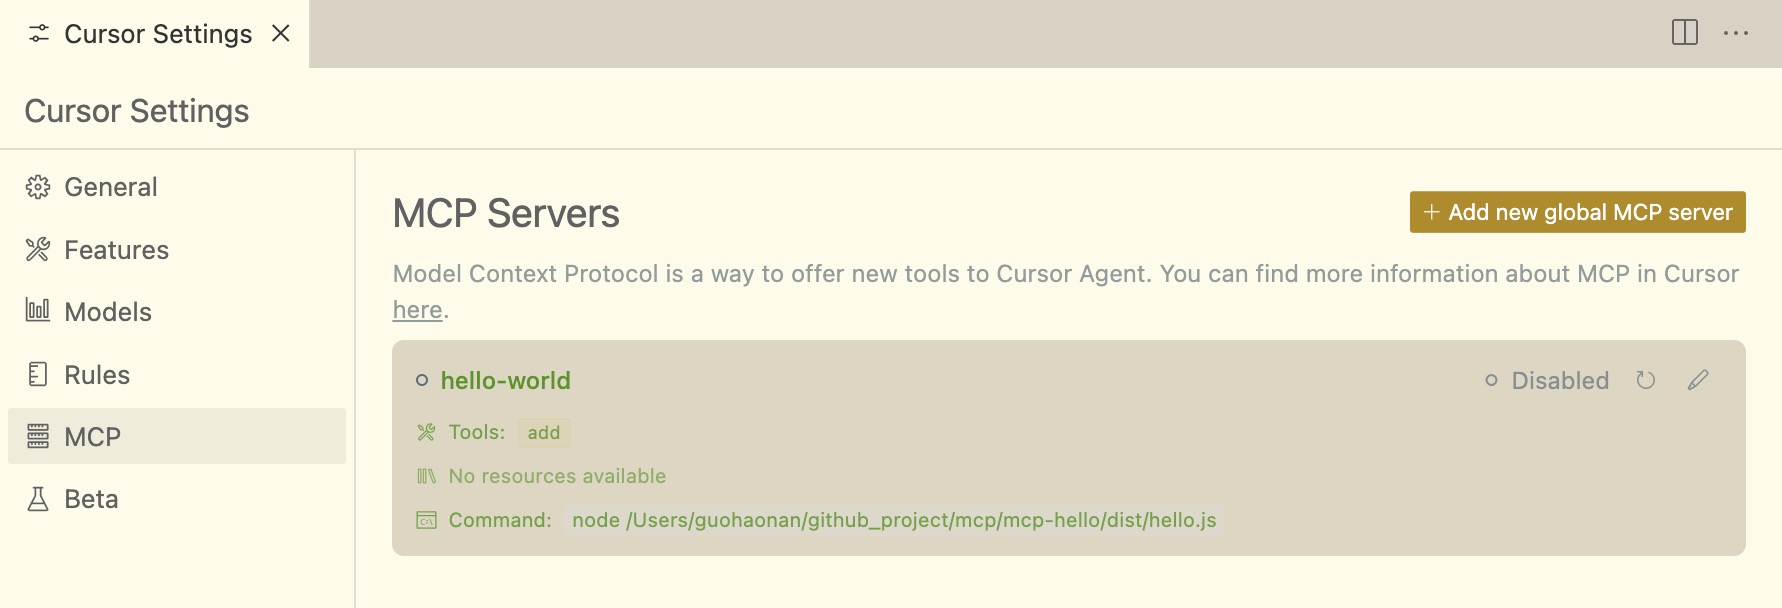 Cursor Settings
Cursor Settings
General
Features
Models
Rules
MCP
Beta
MCP Servers
+ Add new global MCP server
Model Context Protocol is a way to offer new tools to Cursor Agent. You can find more information about MCP in Cursor
here.
hello-world
Disabled
Tools: add
No resources available
Command: node /Users/guohaonan/github_project/mcp/mcp-hello/dist/hello.js